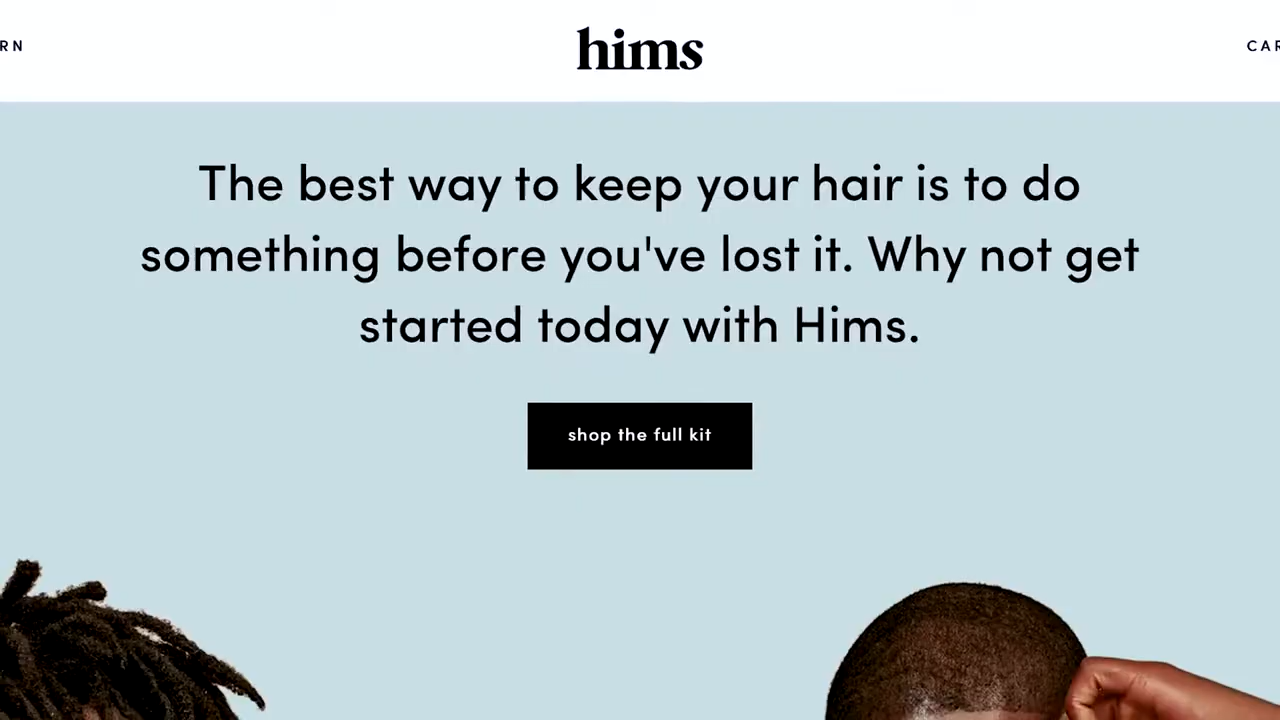 RN
hims
CAR
The best way to keep your hair is to do
something before you've lost it. Why not get
started today with Hims.
shop the full kit